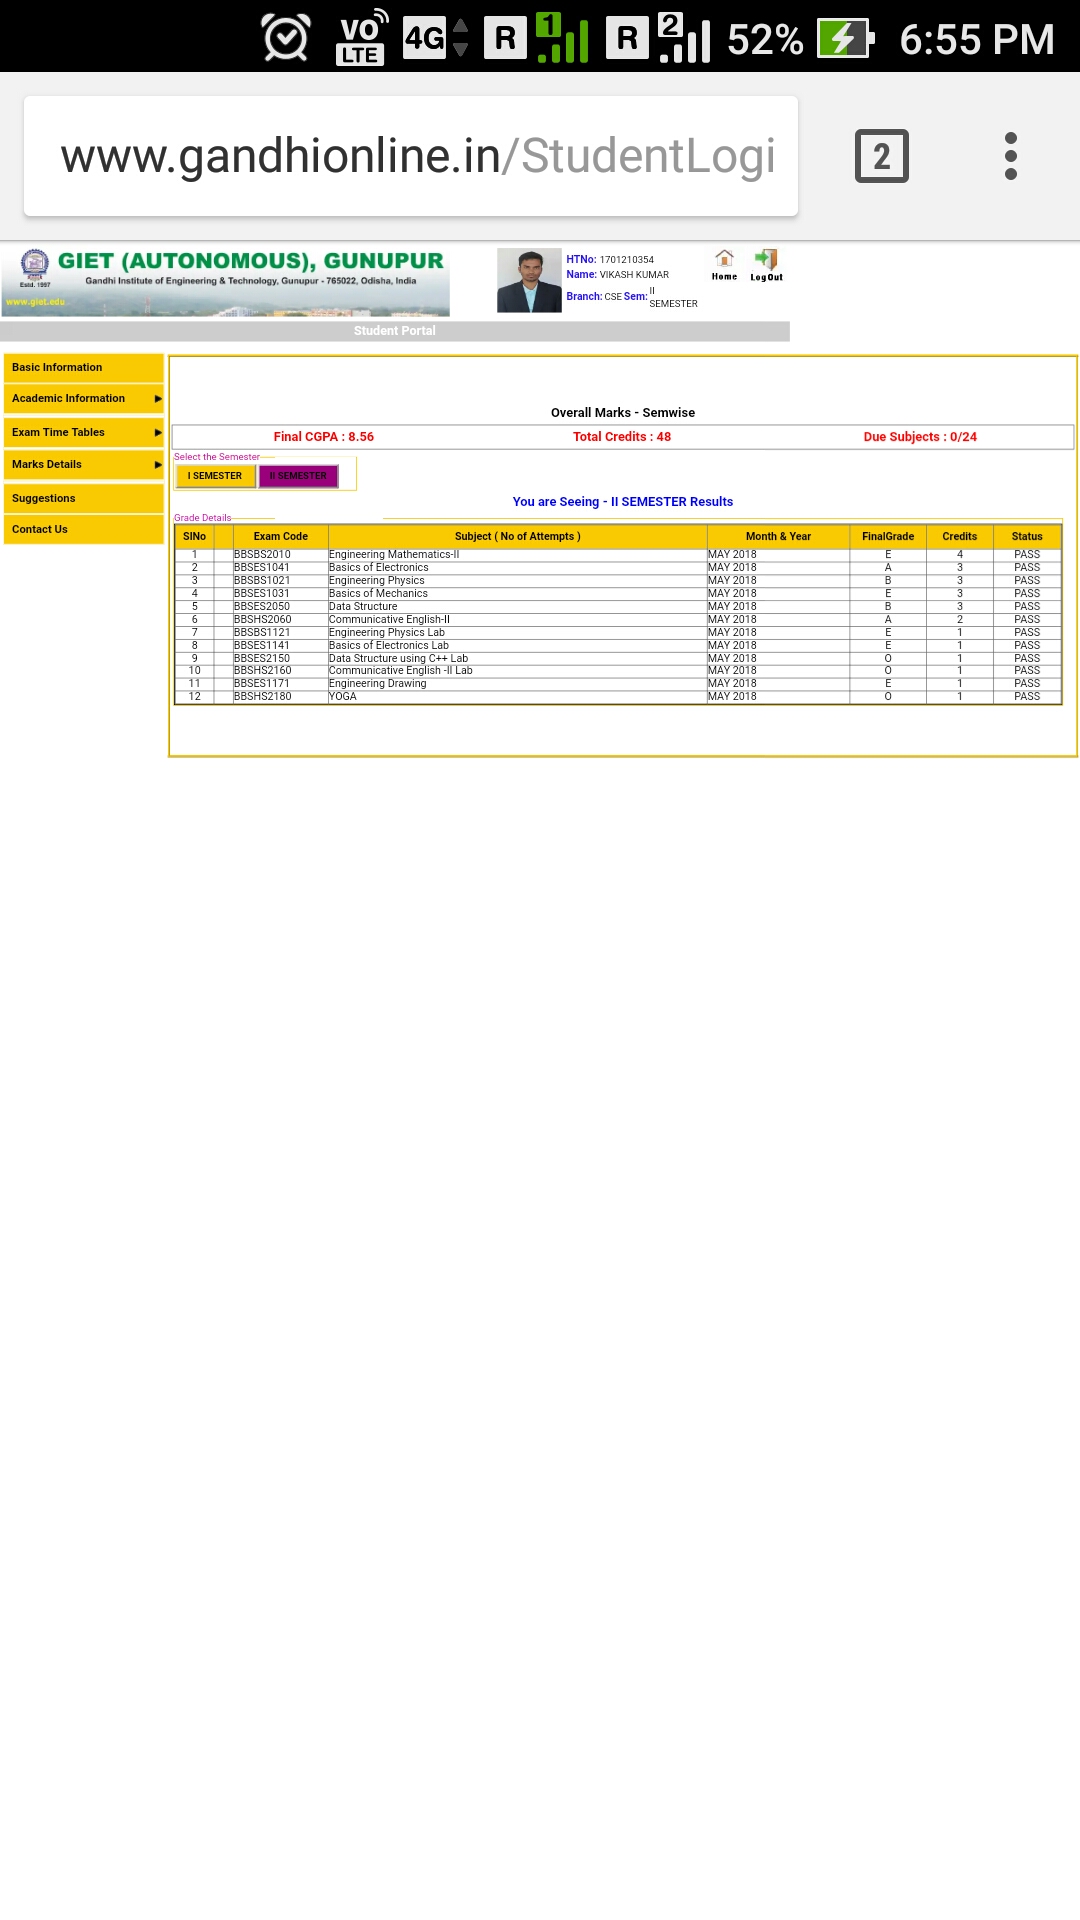 VO LTE 4G R 1 R 2 52% 6:55 PM
www.gandhionline.in/StudentLogi 2
GIET (AUTONOMOUS), GUNUPUR
Gandhi Institute of Engineering & Technology, Gunupur - 765022, Odisha, India
Estd. 1997
www.giet.edu
HTNo: 1701210354
Name: VIKASH KUMAR
Branch: CSE Sem: II SEMESTER
Home LogOut
Student Portal
Basic Information
Academic Information
Exam Time Tables
Marks Details
Suggestions
Contact Us
Overall Marks - Semwise
Final CGPA : 8.56 Total Credits : 48 Due Subjects : 0/24
Select the Semester
I SEMESTER II SEMESTER
You are Seeing - II SEMESTER Results
Grade Details
SlNo Exam Code Subject ( No of Attempts ) Month & Year FinalGrade Credits Status
1 BBSBS2010 Engineering Mathematics-II MAY 2018 E 4 PASS
2 BBSES1041 Basics of Electronics MAY 2018 A 3 PASS
3 BBSBS1021 Engineering Physics MAY 2018 B 3 PASS
4 BBSES1031 Basics of Mechanics MAY 2018 E 3 PASS
5 BBSES2050 Data Structure MAY 2018 B 3 PASS
6 BBSHS2060 Communicative English-II MAY 2018 A 2 PASS
7 BBSBS1121 Engineering Physics Lab MAY 2018 E 1 PASS
8 BBSES1141 Basics of Electronics Lab MAY 2018 E 1 PASS
9 BBSES2150 Data Structure using C++ Lab MAY 2018 O 1 PASS
10 BBSHS2160 Communicative English -II Lab MAY 2018 O 1 PASS
11 BBSES1171 Engineering Drawing MAY 2018 E 1 PASS
12 BBSHS2180 YOGA MAY 2018 O 1 PASS